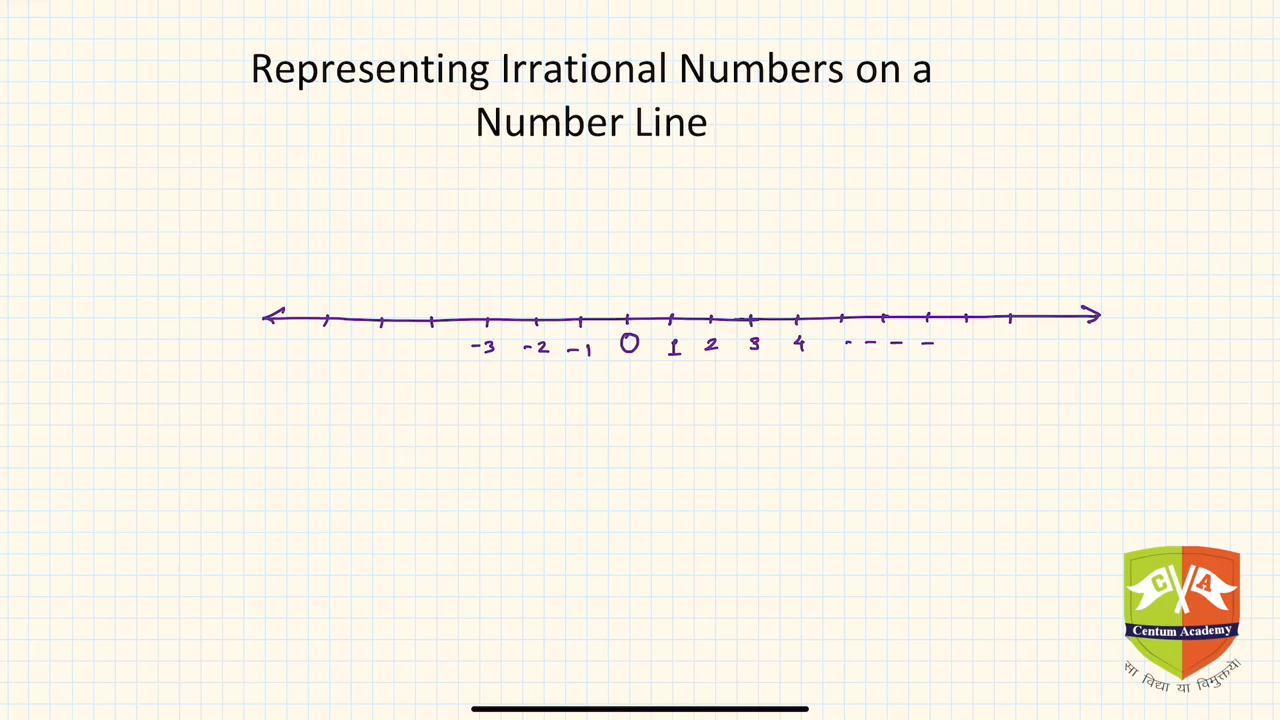 Representing Irrational Numbers on a
Number Line
-3 -2 -1 0 1 2 3 4 - - - -
C A
Centum Academy
सा विद्या या विमुक्तये